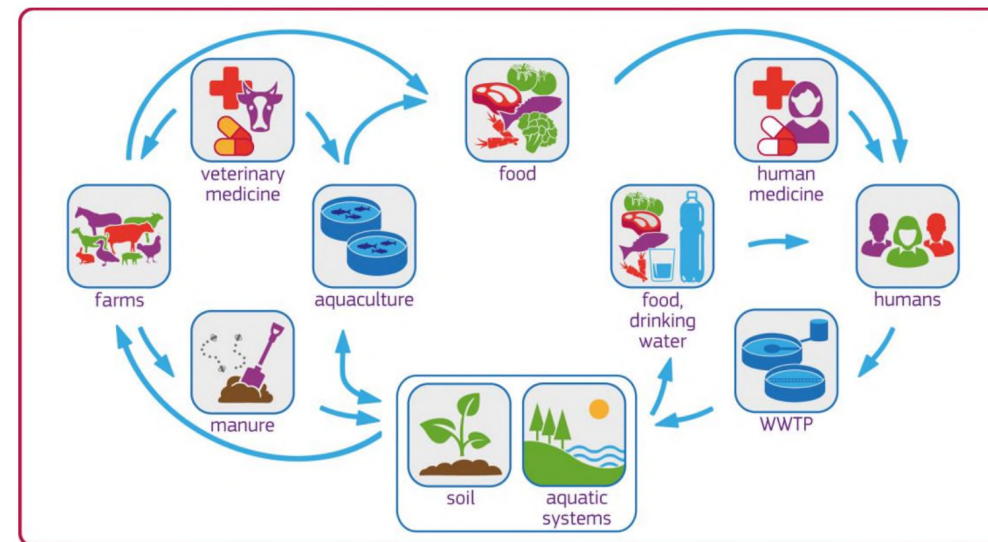 veterinary
medicine
food
human
medicine
farms
aquaculture
food,
drinking
water
humans
manure
WWTP
soil
aquatic
systems